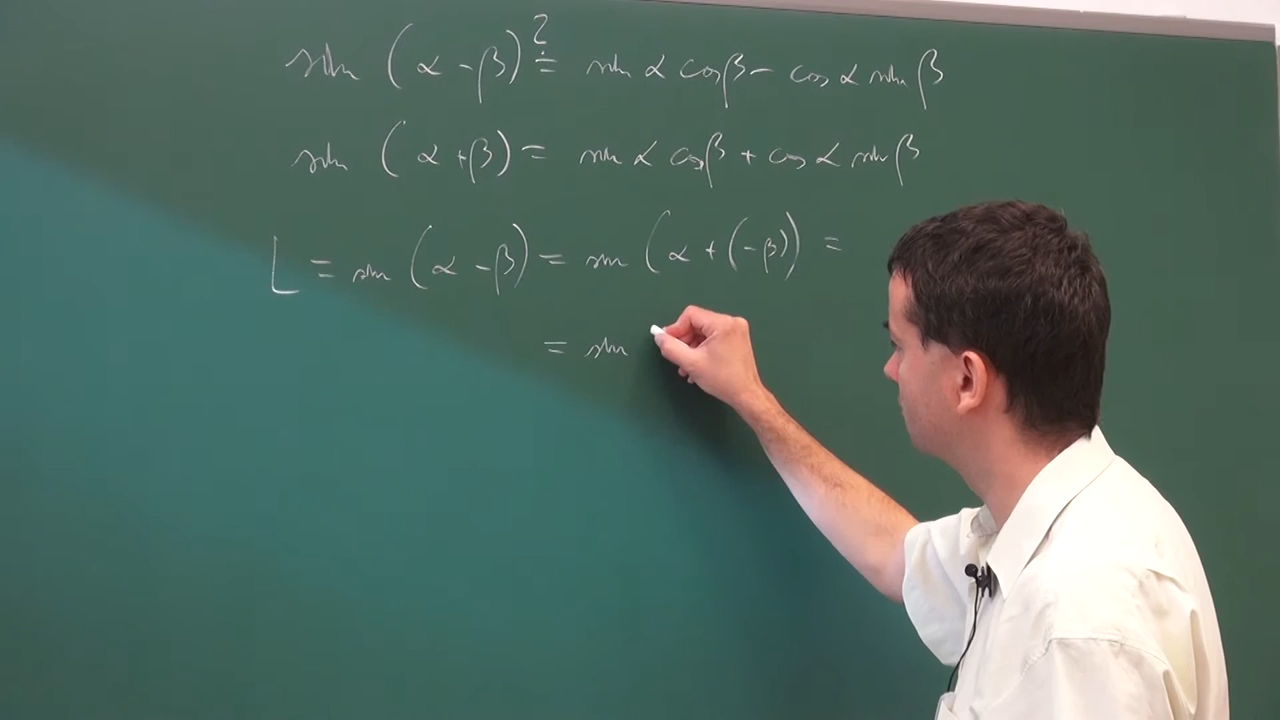 sin (α - β) ≟ sin α cos β - cos α sin β
sin (α + β) = sin α cos β + cos α sin β
L = sin (α - β) = sin (α + (-β)) =
= sin